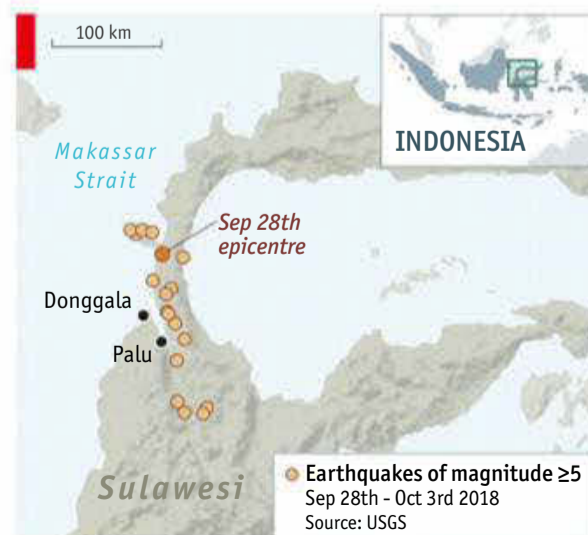 100 km
INDONESIA
Makassar
Strait
Sep 28th
epicentre
Donggala
Palu
Sulawesi
Earthquakes of magnitude ≥5
Sep 28th - Oct 3rd 2018
Source: USGS